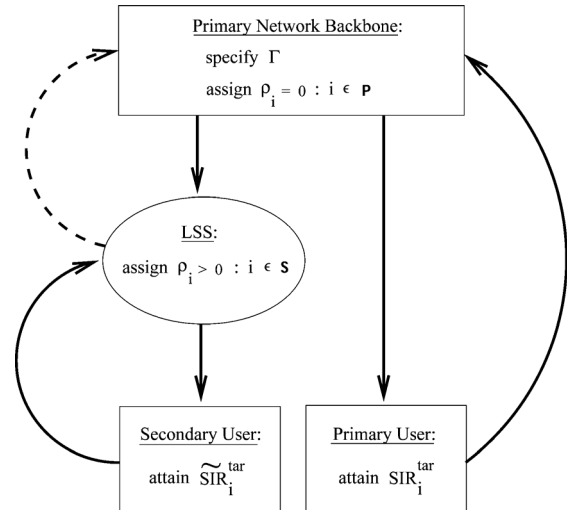 Primary Network Backbone:
specify Γ
assign ρ_i = 0 : i ϵ P
LSS:
assign ρ_i > 0 : i ϵ S
Secondary User:
attain S͠IR_i^tar
Primary User:
attain SIR_i^tar